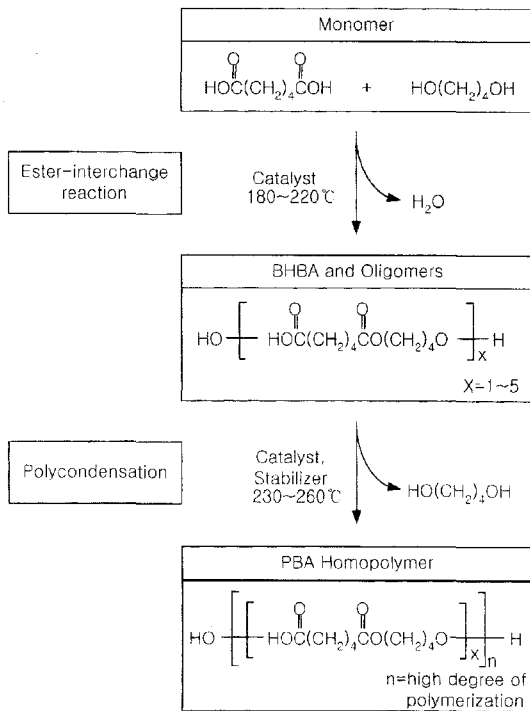 Monomer
O O
HOC(CH₂)₄COH + HO(CH₂)₄OH
Ester-interchange
reaction
Catalyst
180~220℃
H₂O
BHBA and Oligomers
O O
HO [ HOC(CH₂)₄CO(CH₂)₄O ]x H
X=1~5
Polycondensation
Catalyst,
Stabilizer
230~260℃
HO(CH₂)₄OH
PBA Homopolymer
O O
HO [ [ HOC(CH₂)₄CO(CH₂)₄O ]x ]n H
n=high degree of
polymerization